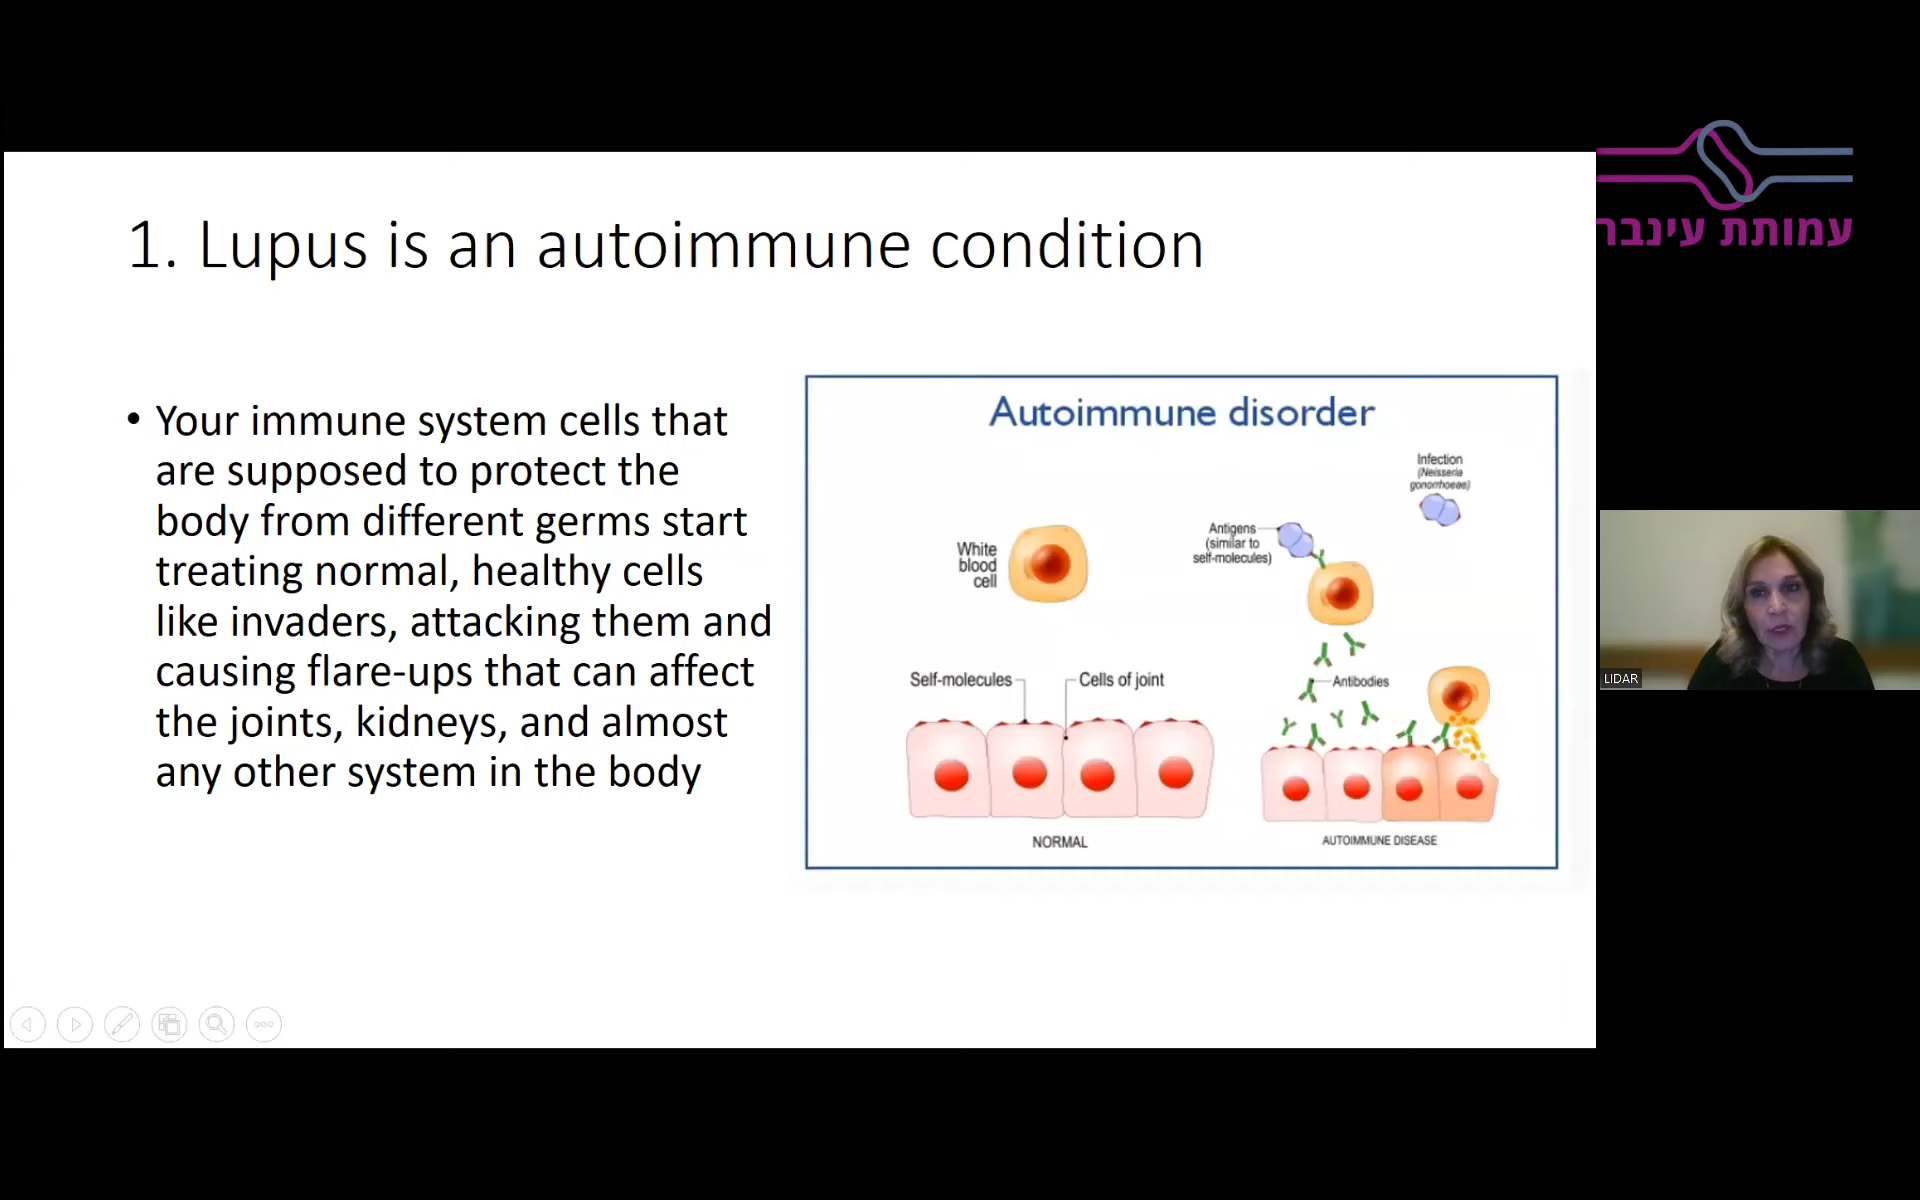 1. Lupus is an autoimmune condition
• Your immune system cells that
are supposed to protect the
body from different germs start
treating normal, healthy cells
like invaders, attacking them and
causing flare-ups that can affect
the joints, kidneys, and almost
any other system in the body
Autoimmune disorder
White
blood
cell
Self-molecules
Cells of joint
NORMAL
Infection
(Neisseria
gonorrhoeae)
Antigens
(similar to
self-molecules)
Antibodies
AUTOIMMUNE DISEASE
עמותת עינבר
LIDAR